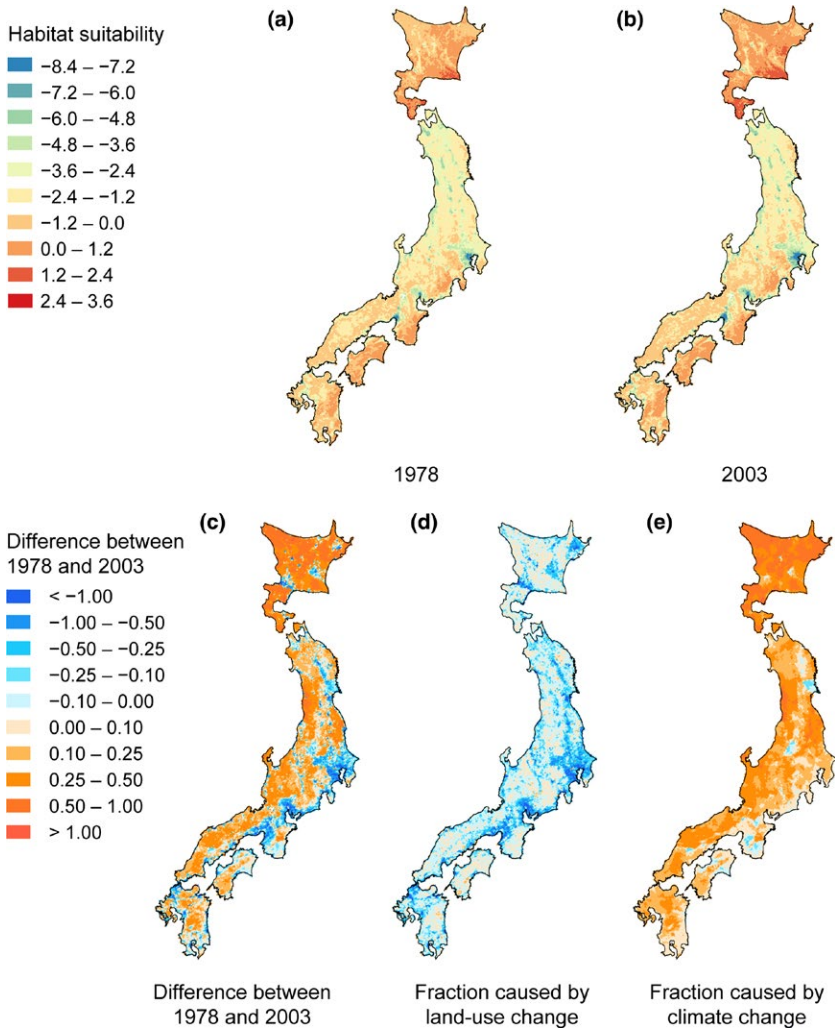 (a)
(b)
Habitat suitability
−8.4 – −7.2
−7.2 – −6.0
−6.0 – −4.8
−4.8 – −3.6
−3.6 – −2.4
−2.4 – −1.2
−1.2 – 0.0
0.0 – 1.2
1.2 – 2.4
2.4 – 3.6
1978
2003
(c)
(d)
(e)
Difference between
1978 and 2003
< −1.00
−1.00 – −0.50
−0.50 – −0.25
−0.25 – −0.10
−0.10 – 0.00
0.00 – 0.10
0.10 – 0.25
0.25 – 0.50
0.50 – 1.00
> 1.00
Difference between
1978 and 2003
Fraction caused by
land-use change
Fraction caused by
climate change